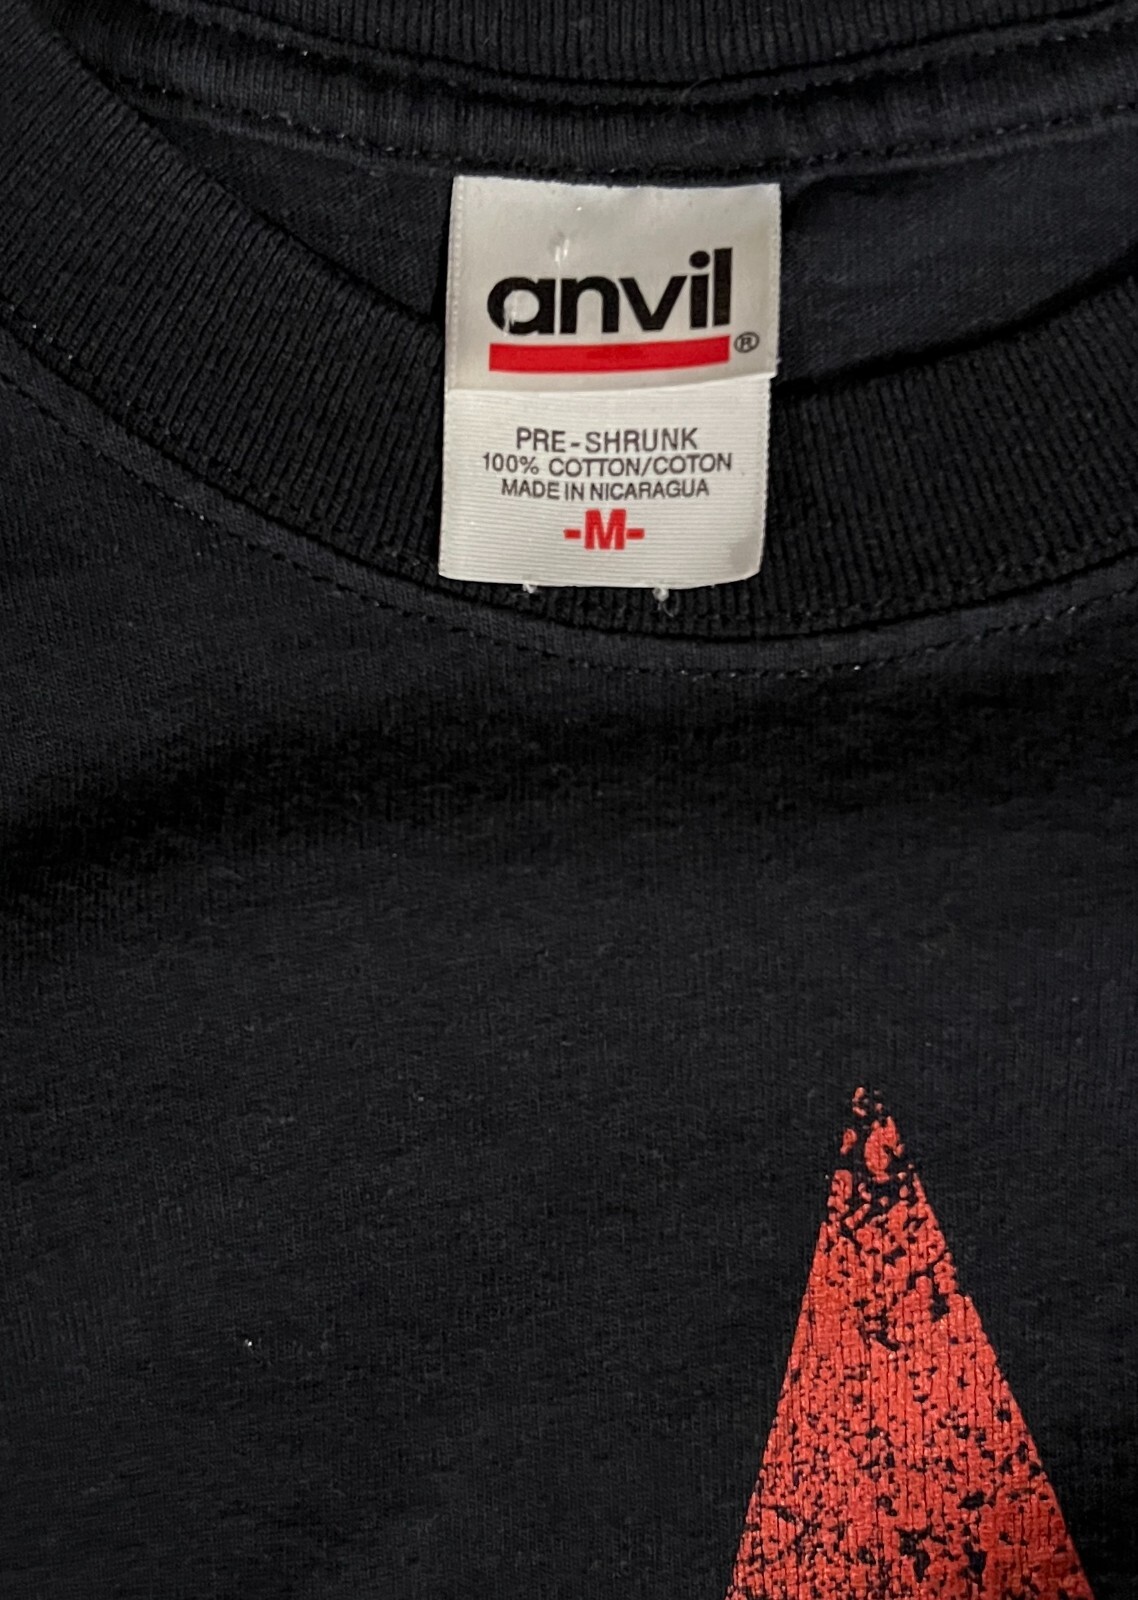 anvil®
PRE-SHRUNK
100% COTTON/COTON
MADE IN NICARAGUA
-M-